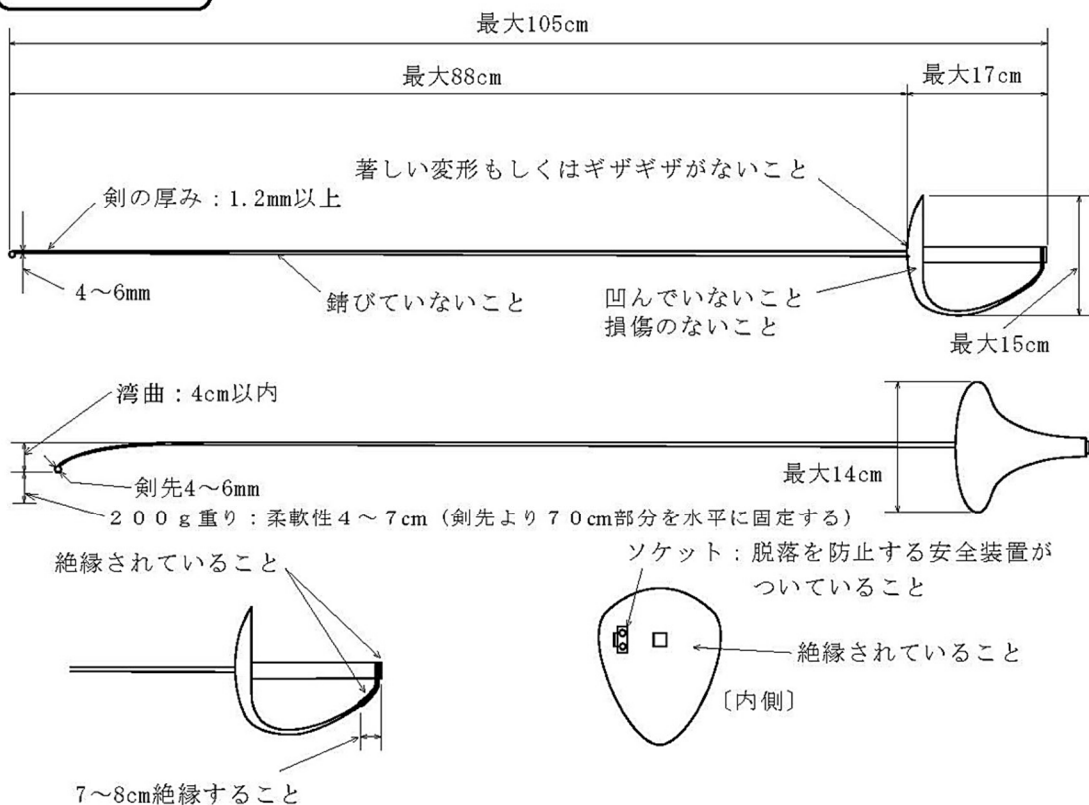 最大105cm
最大88cm
最大17cm
著しい変形もしくはギザギザがないこと
剣の厚み：1.2mm以上
4～6mm
錆びていないこと
凹んでいないこと
損傷のないこと
最大15cm
湾曲：4cm以内
最大14cm
剣先4～6mm
２００ｇ重り：柔軟性４～７cm（剣先より７０cm部分を水平に固定する）
絶縁されていること
ソケット：脱落を防止する安全装置が
ついていること
絶縁されていること
〔内側〕
7～8cm絶縁すること